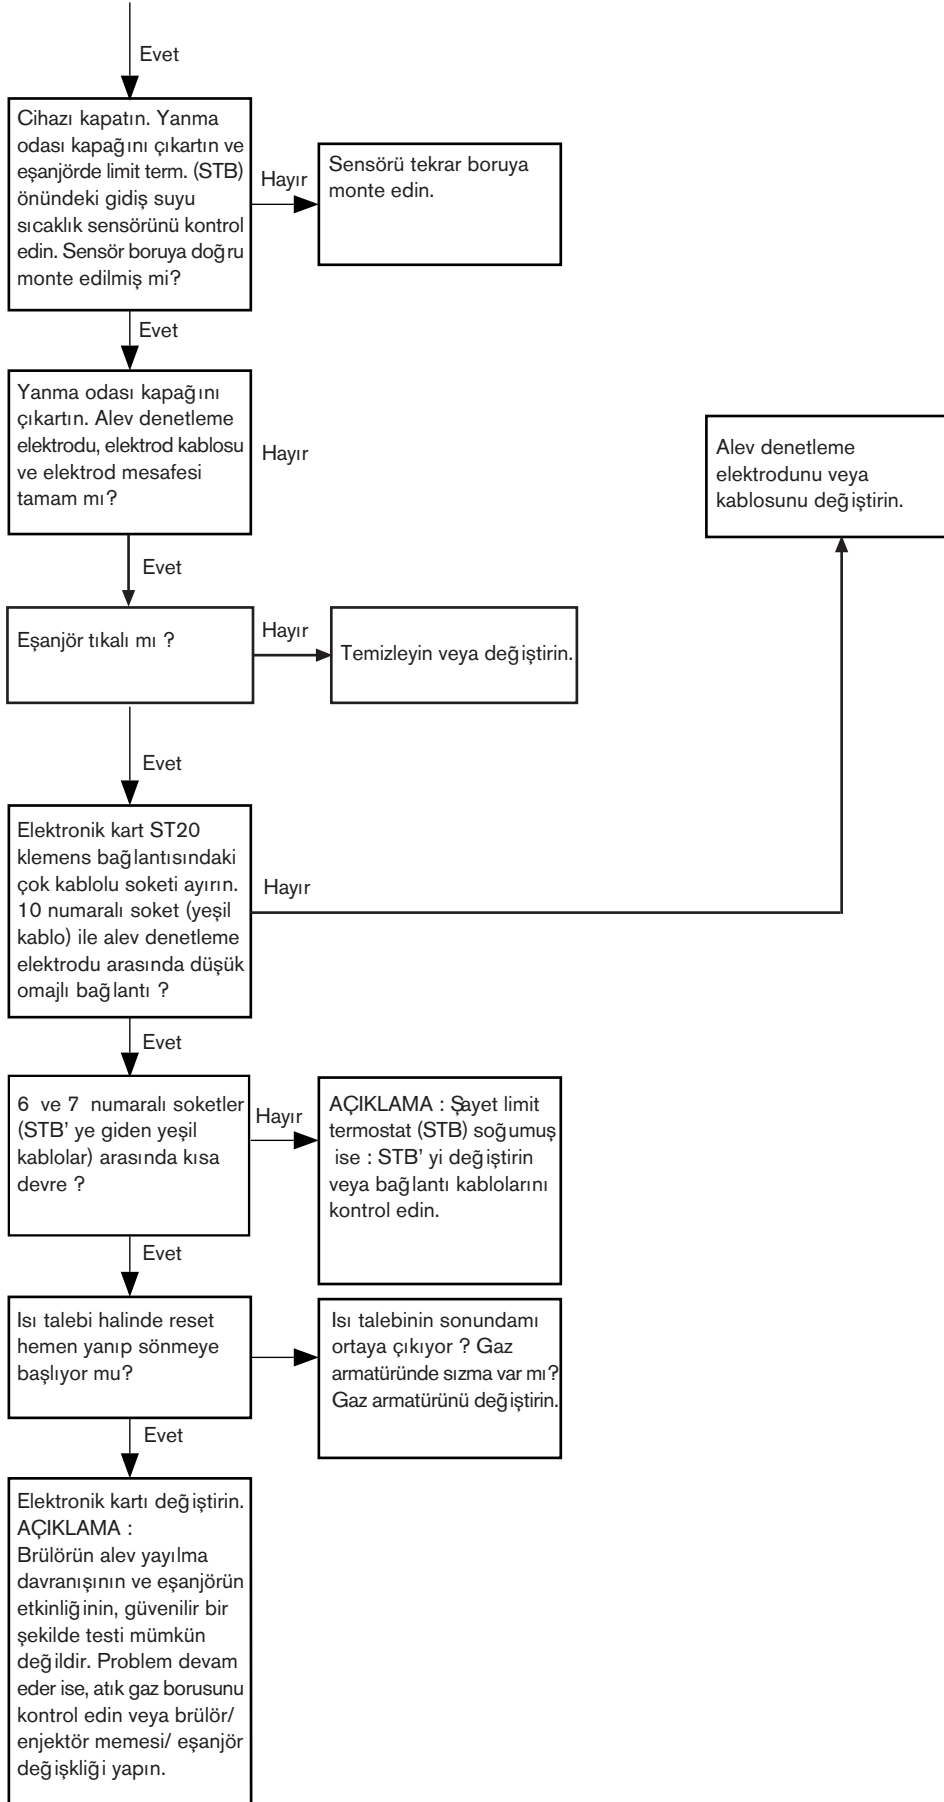 Evet
Cihazı kapatın. Yanma
odası kapağını çıkartın ve
eşanjörde limit term. (STB)
önündeki gidiş suyu
sıcaklık sensörünü kontrol
edin. Sensör boruya doğru
monte edilmiş mi?
Hayır
Sensörü tekrar boruya
monte edin.
Evet
Yanma odası kapağını
çıkartın. Alev denetleme
elektrodu, elektrod kablosu
ve elektrod mesafesi
tamam mı?
Hayır
Alev denetleme
elektrodunu veya
kablosunu değiştirin.
Evet
Eşanjör tıkalı mı ?
Hayır
Temizleyin veya değiştirin.
Evet
Elektronik kart ST20
klemens bağlantısındaki
çok kablolu soketi ayırın.
10 numaralı soket (yeşil
kablo) ile alev denetleme
elektrodu arasında düşük
omajlı bağlantı ?
Hayır
Evet
6 ve 7 numaralı soketler
(STB' ye giden yeşil
kablolar) arasında kısa
devre ?
Hayır
AÇIKLAMA : Şayet limit
termostat (STB) soğumuş
ise : STB' yi değiştirin
veya bağlantı kablolarını
kontrol edin.
Evet
Isı talebi halinde reset
hemen yanıp sönmeye
başlıyor mu?
Isı talebinin sonundamı
ortaya çıkıyor ? Gaz
armatüründe sızma var mı?
Gaz armatürünü değiştirin.
Evet
Elektronik kartı değiştirin.
AÇIKLAMA :
Brülörün alev yayılma
davranışının ve eşanjörün
etkinliğinin, güvenilir bir
şekilde testi mümkün
değildir. Problem devam
eder ise, atık gaz borusunu
kontrol edin veya brülör/
enjektör memesi/ eşanjör
değişkliği yapın.